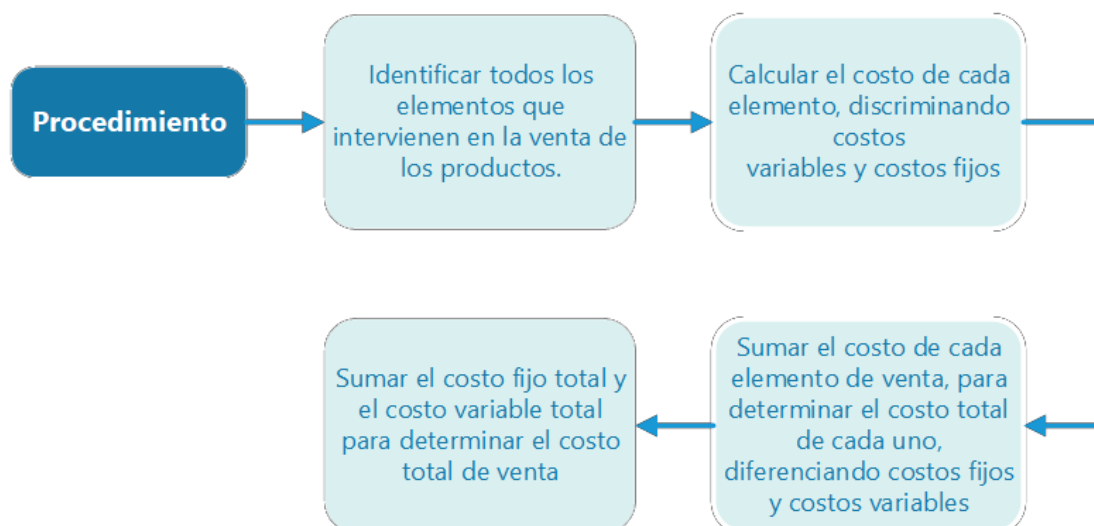 Procedimiento
Identificar todos los
elementos que
intervienen en la venta de
los productos.
Calcular el costo de cada
elemento, discriminando
costos
variables y costos fijos
Sumar el costo de cada
elemento de venta, para
determinar el costo total
de cada uno,
diferenciando costos fijos
y costos variables
Sumar el costo fijo total y
el costo variable total
para determinar el costo
total de venta